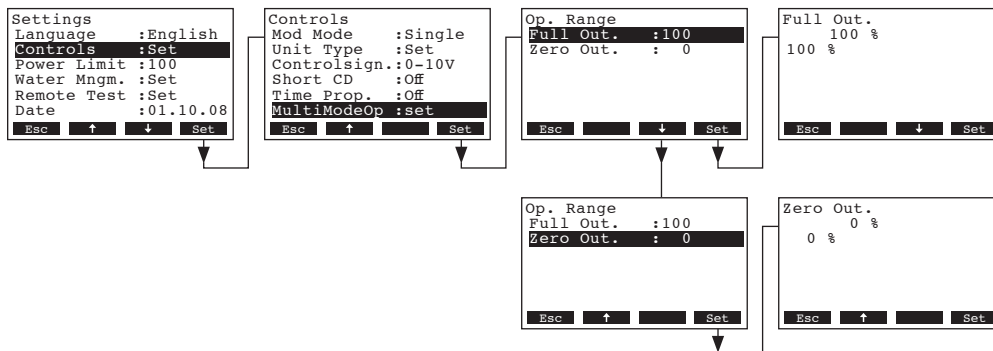 Settings
Language :English
Controls :Set
Power Limit :100
Water Mngm. :Set
Remote Test :Set
Date :01.10.08
Esc ↑ ↓ Set
Controls
Mod Mode :Single
Unit Type :Set
Controlsign.:0-10V
Short CD :Off
Time Prop. :Off
MultiModeOp :set
Esc ↑ Set
Op. Range
Full Out. :100
Zero Out. : 0
Esc ↓ Set
Full Out.
100 %
100 %
Esc ↓ Set
Op. Range
Full Out. :100
Zero Out. : 0
Esc ↑ Set
Zero Out.
0 %
0 %
Esc ↑ Set